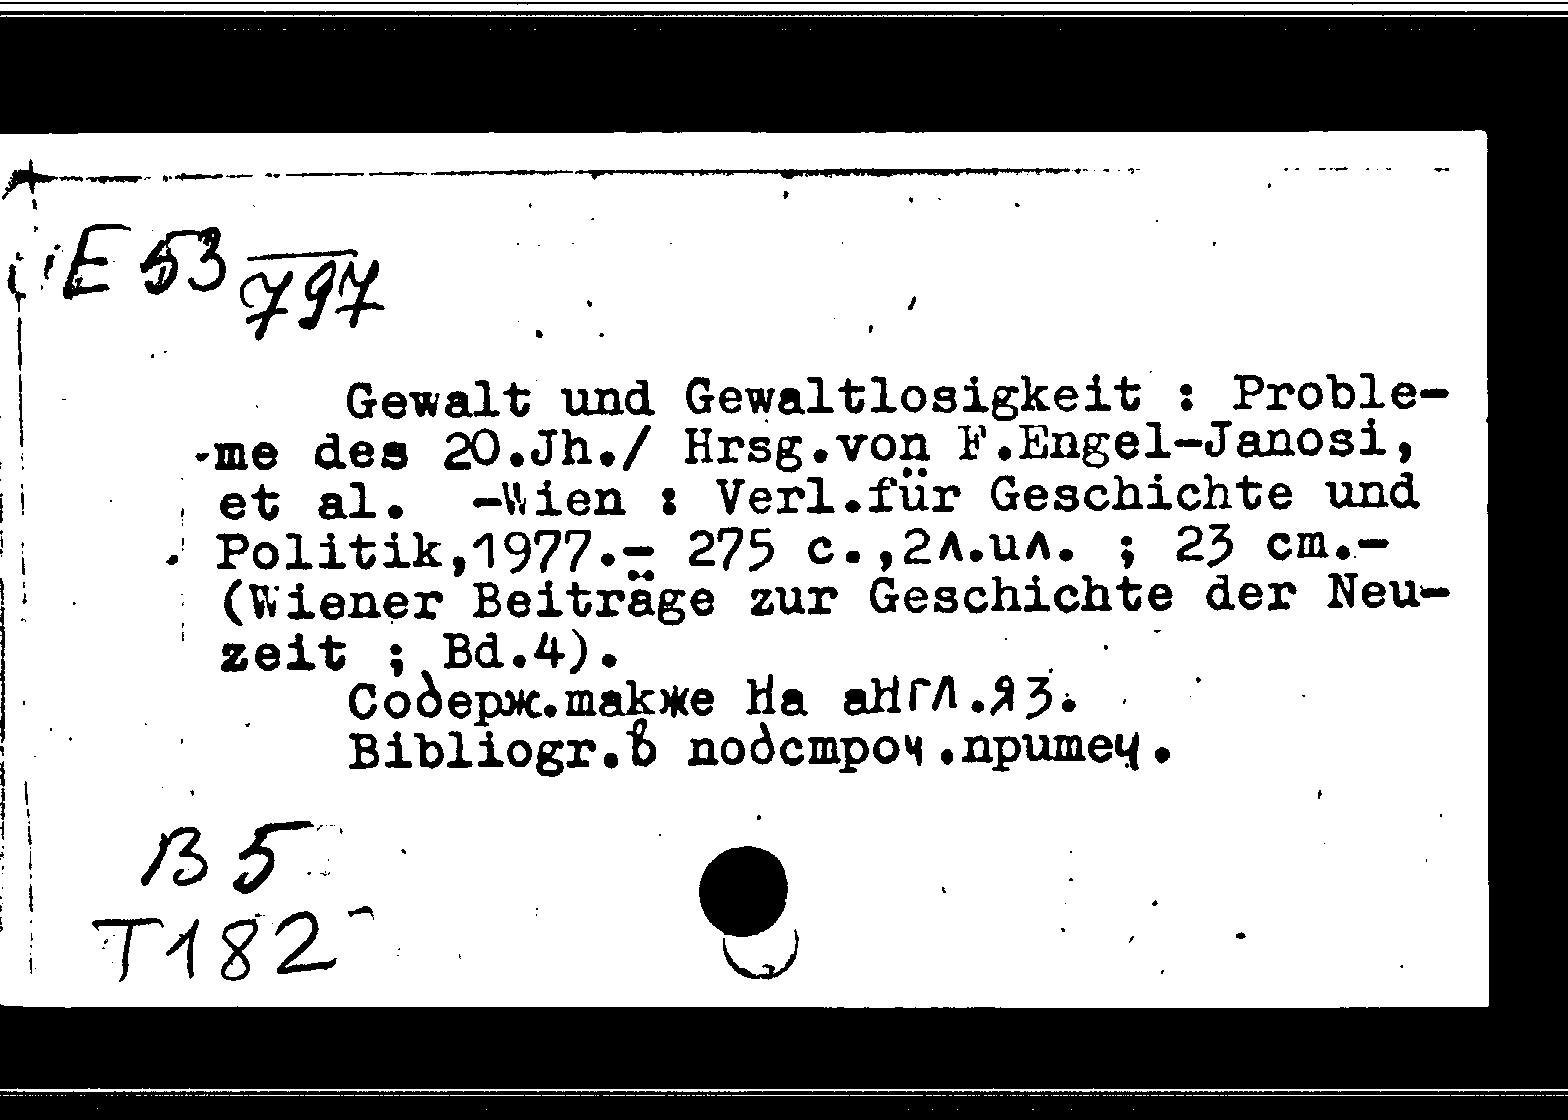 E 53
797
Gewalt und Gewaltlosigkeit : Proble-
me des 20.Jh./ Hrsg.von F.Engel-Janosi,
et al. -Wien : Verl.für Geschichte und
Politik,1977.- 275 с.,2л.ил. ; 23 cm.-
(Wiener Beiträge zur Geschichte der Neu-
zeit ; Bd.4).
Содерж.также на англ.яз.
Bibliogr.в подстроч.примеч.
B 5
T182